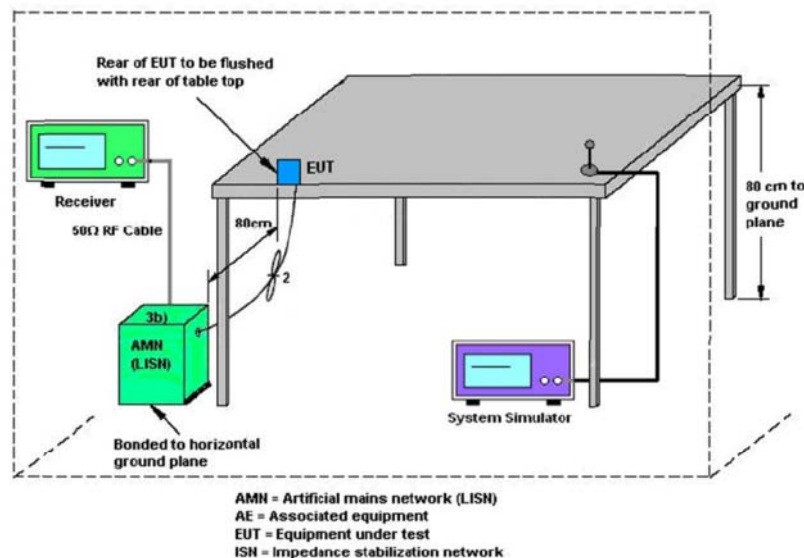 Rear of EUT to be flushed
with rear of table top
EUT
Receiver
50Ω RF Cable
80cm
2
80 cm to
ground
plane
3b)
AMN
(LISN)
System Simulator
Bonded to horizontal
ground plane
AMN = Artificial mains network (LISN)
AE = Associated equipment
EUT = Equipment under test
ISN = Impedance stabilization network